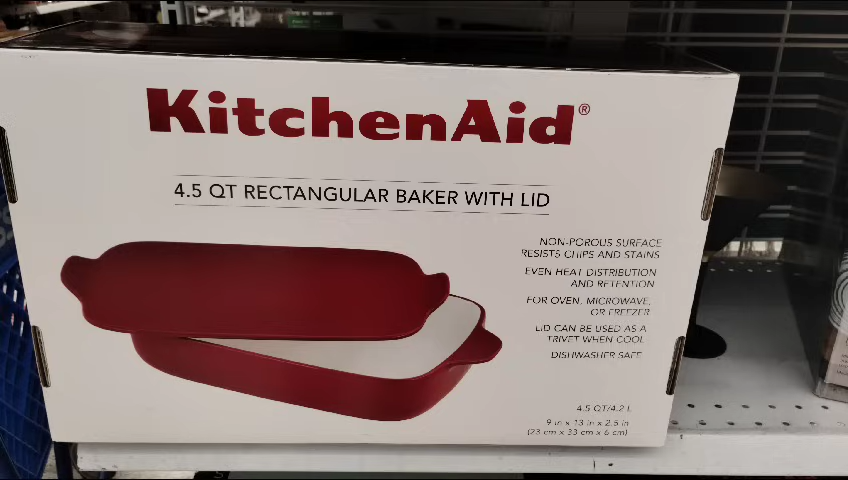 KitchenAid®
4.5 QT RECTANGULAR BAKER WITH LID
NON-POROUS SURFACE
RESISTS CHIPS AND STAINS
EVEN HEAT DISTRIBUTION
AND RETENTION
FOR OVEN, MICROWAVE,
OR FREEZER
LID CAN BE USED AS A
TRIVET WHEN COOL
DISHWASHER SAFE
4.5 QT/4.2 L
9 in x 13 in x 2.5 in
(23 cm x 33 cm x 6 cm)